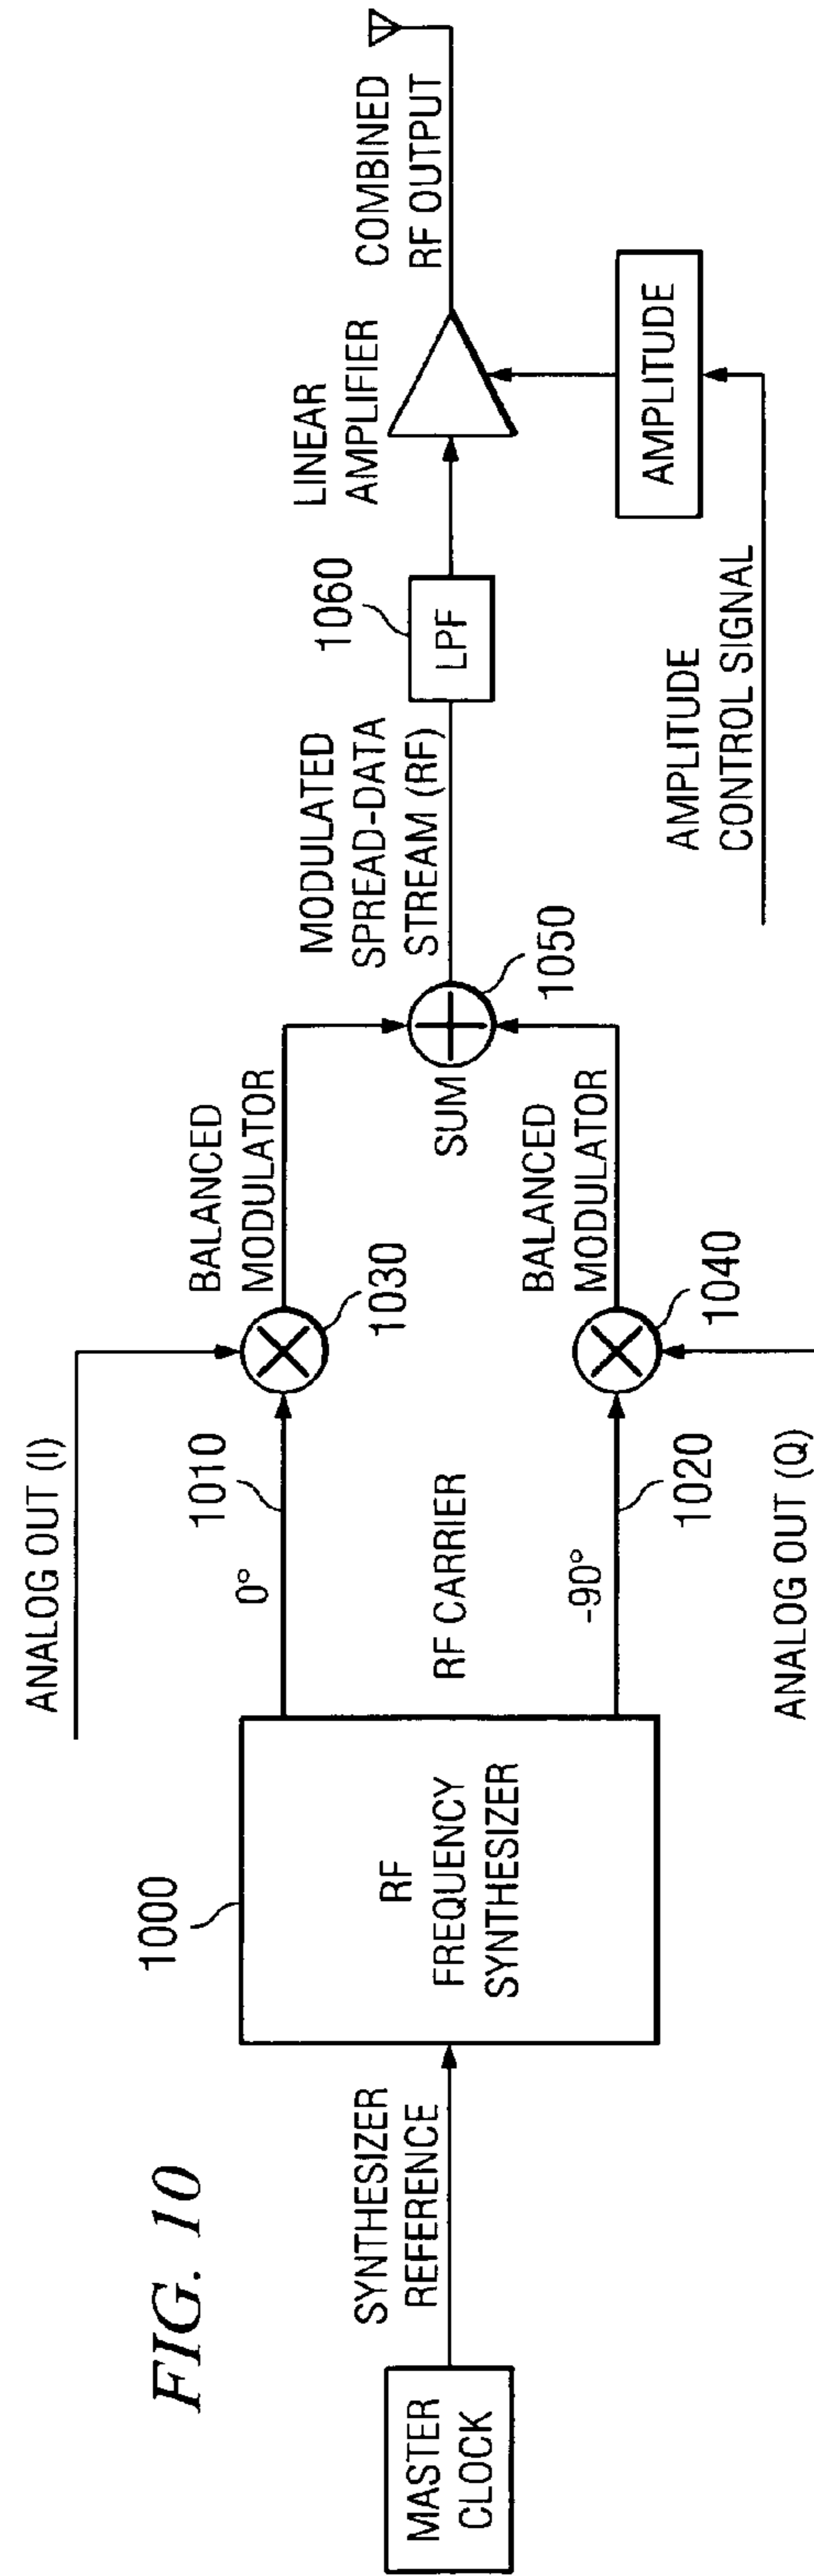 FIG. 10
MASTER
CLOCK
SYNTHESIZER
REFERENCE
1000
RF
FREQUENCY
SYNTHESIZER
ANALOG OUT (I)
0°
1010
RF CARRIER
-90°
1020
ANALOG OUT (Q)
BALANCED
MODULATOR
1030
BALANCED
MODULATOR
1040
SUM
1050
MODULATED
SPREAD-DATA
STREAM (RF)
1060
LPF
LINEAR
AMPLIFIER
AMPLITUDE
AMPLITUDE
CONTROL SIGNAL
COMBINED
RF OUTPUT